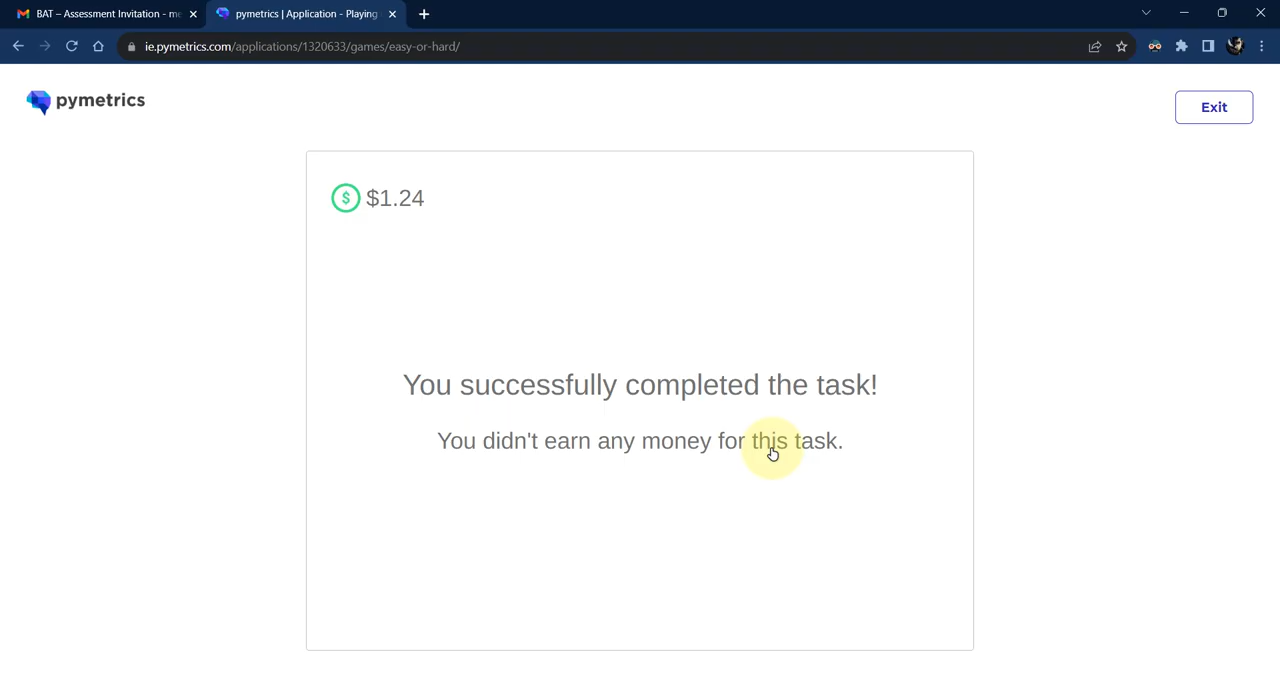 BAT – Assessment Invitation - me
pymetrics | Application - Playing
ie.pymetrics.com/applications/1320633/games/easy-or-hard/
pymetrics
Exit
$ $1.24
You successfully completed the task!
You didn't earn any money for this task.